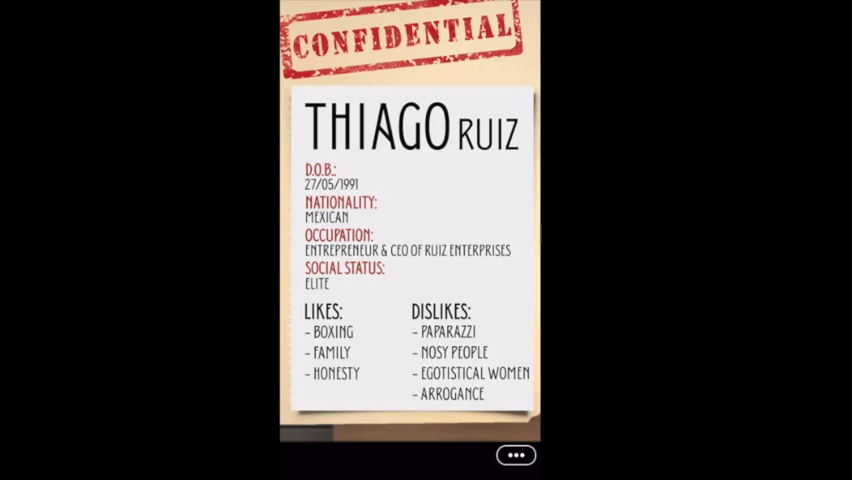 CONFIDENTIAL
THIAGO RUIZ
D.O.B.:
27/05/1991
NATIONALITY:
MEXICAN
OCCUPATION:
ENTREPRENEUR & CEO OF RUIZ ENTERPRISES
SOCIAL STATUS:
ELITE
LIKES:
- BOXING
- FAMILY
- HONESTY
DISLIKES:
- PAPARAZZI
- NOSY PEOPLE
- EGOTISTICAL WOMEN
- ARROGANCE